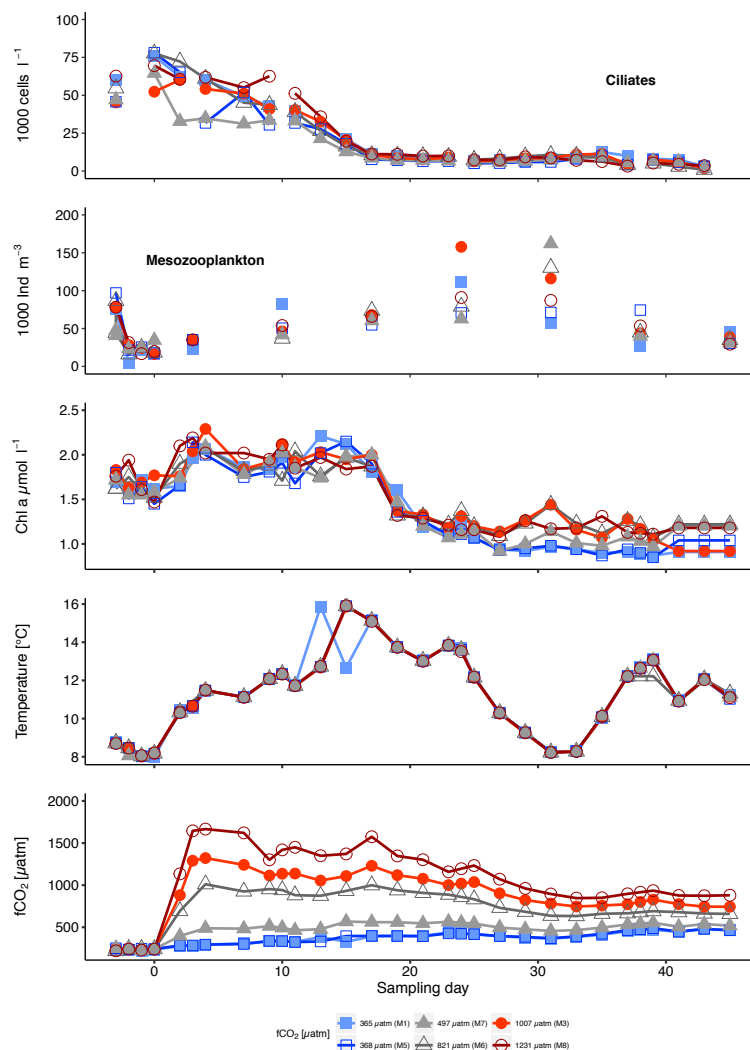 100
75
50
25
0
1000 cells l⁻¹
Ciliates
200
150
100
50
0
1000 Ind m⁻³
Mesozooplankton
2.5
2.0
1.5
1.0
Chl a µmol l⁻¹
16
14
12
10
8
Temperature [°C]
2000
1500
1000
500
fCO₂ [µatm]
0 10 20 30 40
Sampling day
fCO₂ [µatm]
365 µatm (M1) 497 µatm (M7) 1007 µatm (M3)
368 µatm (M5) 821 µatm (M6) 1231 µatm (M8)